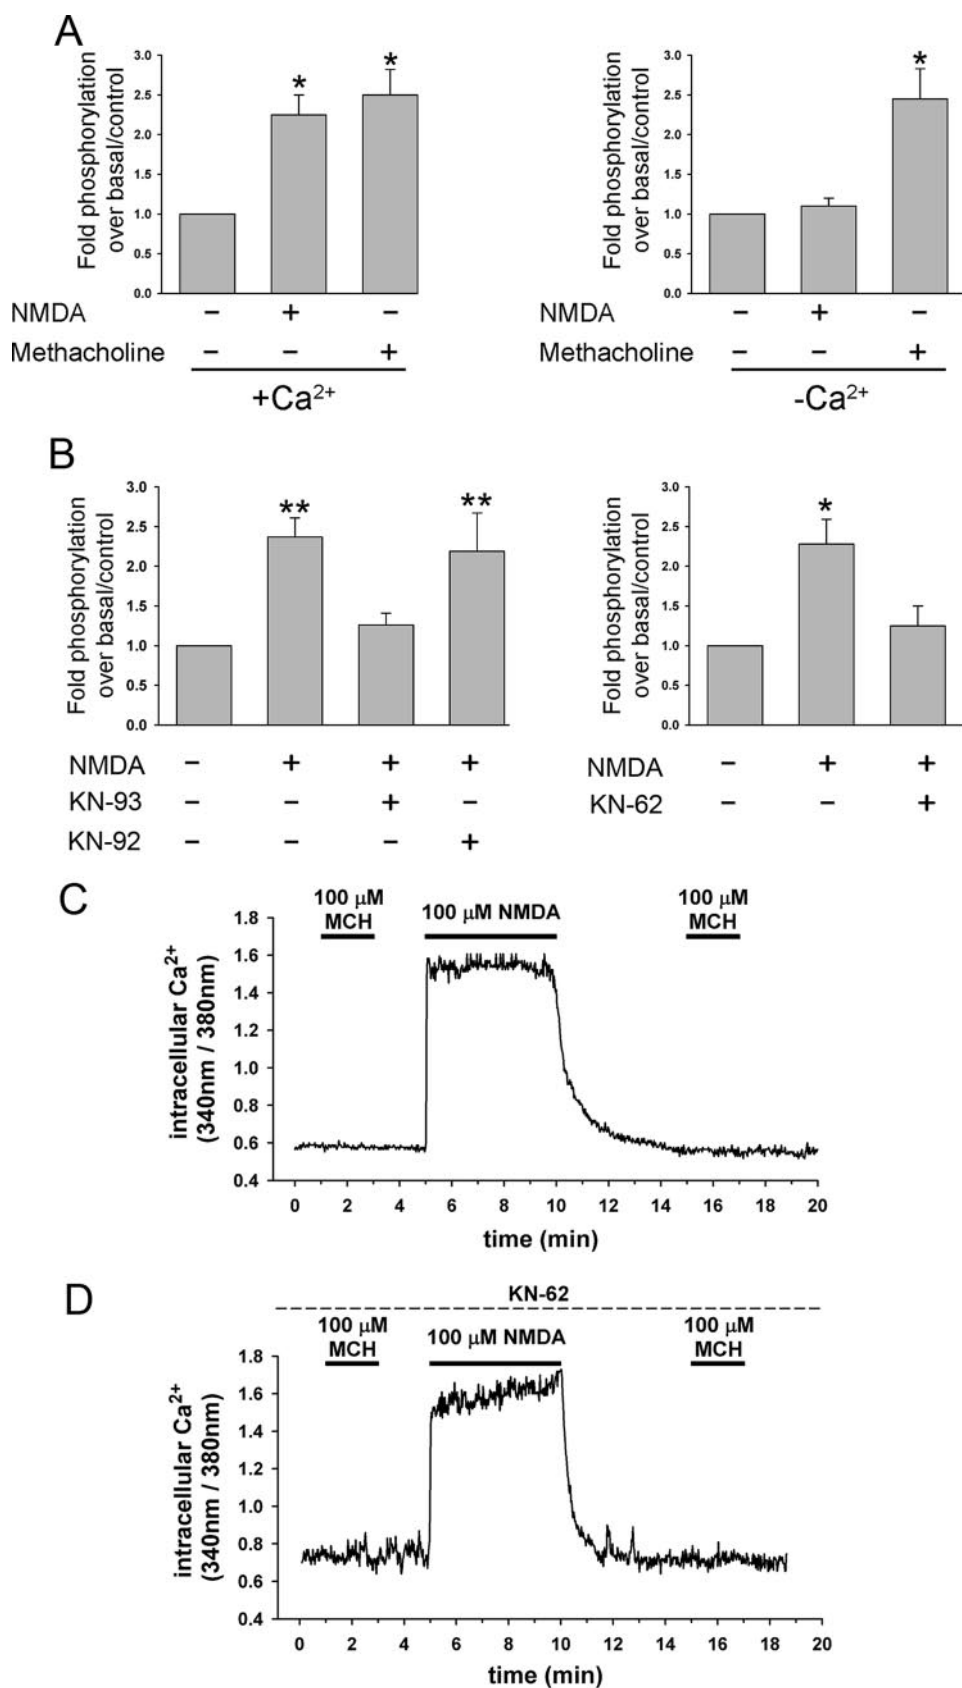 A
Fold phosphorylation
over basal/control
3.0
2.5
2.0
1.5
1.0
0.5
0.0
*
*
NMDA
− + −
Methacholine
− − +
+Ca²⁺
Fold phosphorylation
over basal/control
3.0
2.5
2.0
1.5
1.0
0.5
0.0
*
NMDA
− + −
Methacholine
− − +
-Ca²⁺
B
Fold phosphorylation
over basal/control
3.0
2.5
2.0
1.5
1.0
0.5
0.0
**
**
NMDA
− + + +
KN-93
− − + −
KN-92
− − − +
Fold phosphorylation
over basal/control
3.0
2.5
2.0
1.5
1.0
0.5
0.0
*
NMDA
− + +
KN-62
− − +
C
100 μM
MCH
100 μM NMDA
100 μM
MCH
intracellular Ca²⁺
(340nm / 380nm)
1.8
1.6
1.4
1.2
1.0
0.8
0.6
0.4
0 2 4 6 8 10 12 14 16 18 20
time (min)
D
KN-62
100 μM
MCH
100 μM NMDA
100 μM
MCH
intracellular Ca²⁺
(340nm / 380nm)
1.8
1.6
1.4
1.2
1.0
0.8
0.6
0.4
0 2 4 6 8 10 12 14 16 18 20
time (min)